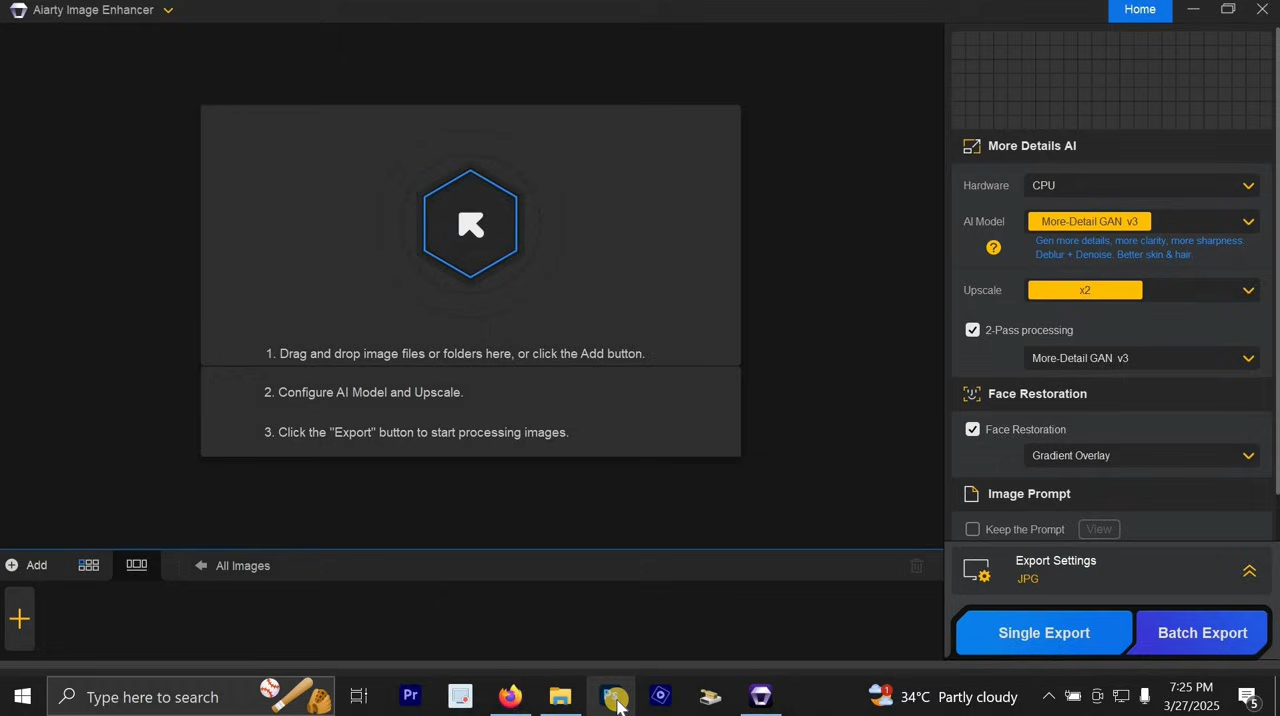 Aiarty Image Enhancer
Home
More Details AI
Hardware CPU
AI Model More-Detail GAN v3
? Gen more details, more clarity, more sharpness.
Deblur + Denoise. Better skin & hair.
Upscale x2
2-Pass processing
More-Detail GAN v3
Face Restoration
Face Restoration
Gradient Overlay
Image Prompt
Keep the Prompt View
Export Settings
JPG
Single Export Batch Export
1. Drag and drop image files or folders here, or click the Add button.
2. Configure AI Model and Upscale.
3. Click the "Export" button to start processing images.
Add All Images
Type here to search
Pr
1 34°C Partly cloudy
7:25 PM
3/27/2025
5